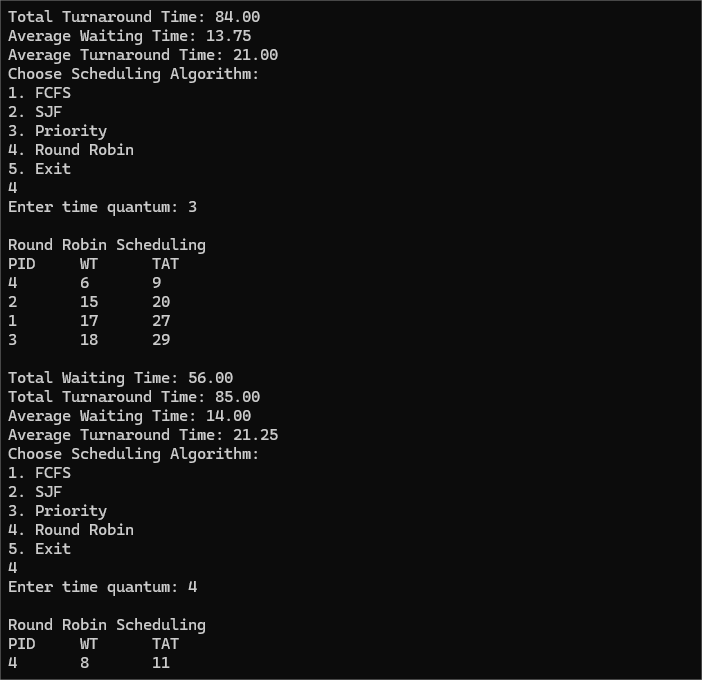 Total Turnaround Time: 84.00
Average Waiting Time: 13.75
Average Turnaround Time: 21.00
Choose Scheduling Algorithm:
1. FCFS
2. SJF
3. Priority
4. Round Robin
5. Exit
4
Enter time quantum: 3
Round Robin Scheduling
PID WT TAT
4 6 9
2 15 20
1 17 27
3 18 29
Total Waiting Time: 56.00
Total Turnaround Time: 85.00
Average Waiting Time: 14.00
Average Turnaround Time: 21.25
Choose Scheduling Algorithm:
1. FCFS
2. SJF
3. Priority
4. Round Robin
5. Exit
4
Enter time quantum: 4
Round Robin Scheduling
PID WT TAT
4 8 11